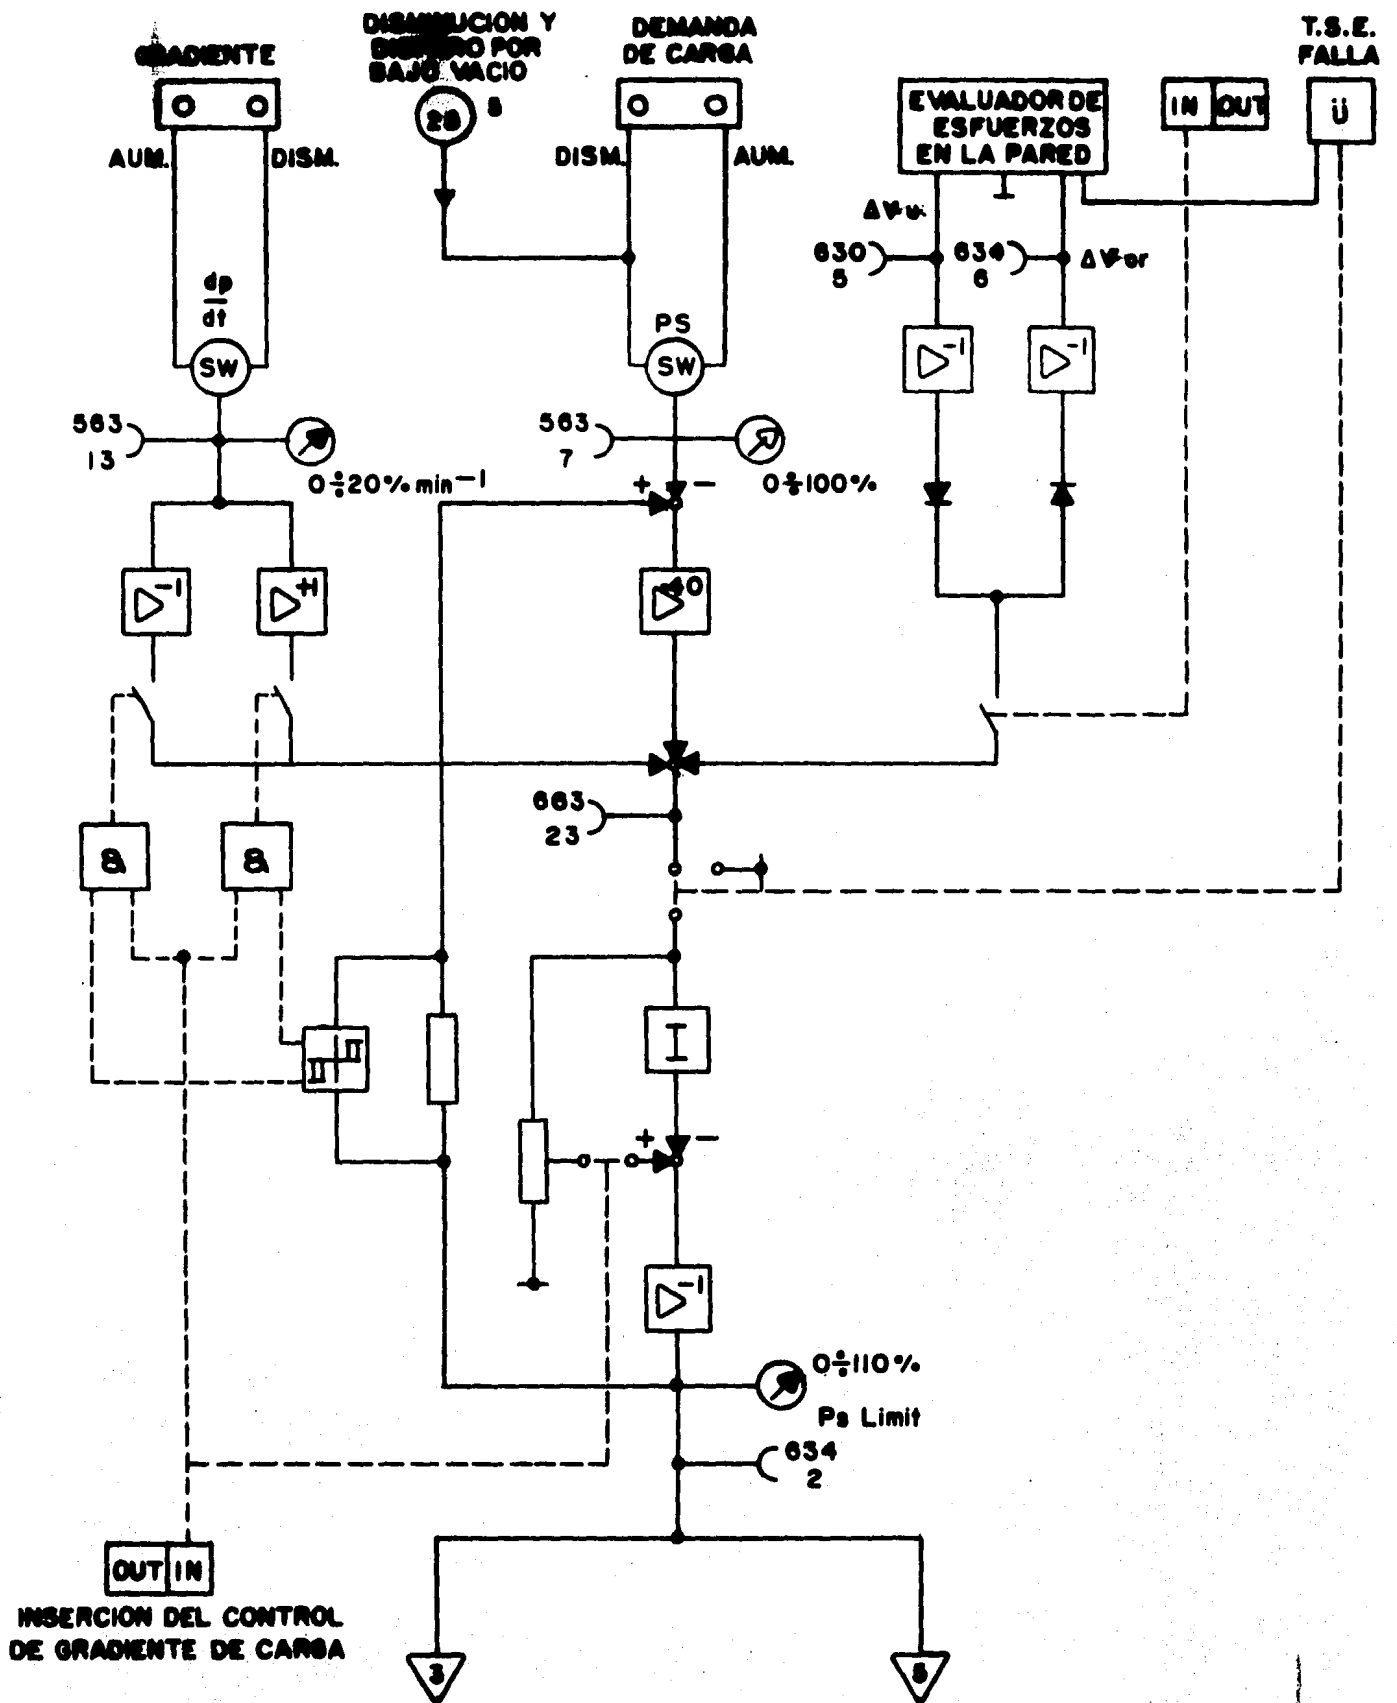 GRADIENTE
DISMINUCION Y
DISPARO POR
BAJO VACIO
28
DEMANDA
DE CARGA
T.S.E.
FALLA
AUM.
DISM.
DISM.
AUM.
EVALUADOR DE
ESFUERZOS
EN LA PARED
IN OUT
Ü
630
5
634
6
dp
dt
SW
PS
SW
-1
-1
563
13
0÷20% min-1
563
7
0÷100%
+ -
-1
+1
-40
663
23
&
&
I
+ -
-1
0÷110%
Ps Limit
634
2
OUT IN
INSERCION DEL CONTROL
DE GRADIENTE DE CARGA
3